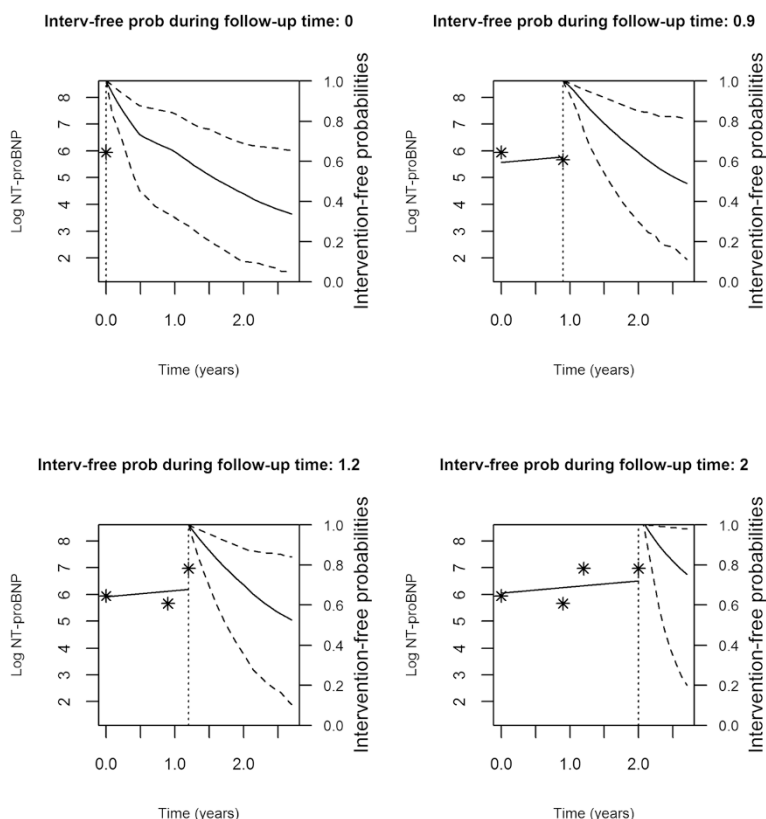 Interv-free prob during follow-up time: 0
Log NT-proBNP
8
7
6
5
4
3
2
1.0
0.8
0.6
0.4
0.2
0.0
Intervention-free probabilities
0.0 1.0 2.0
Time (years)
Interv-free prob during follow-up time: 0.9
Log NT-proBNP
8
7
6
5
4
3
2
1.0
0.8
0.6
0.4
0.2
0.0
Intervention-free probabilities
0.0 1.0 2.0
Time (years)
Interv-free prob during follow-up time: 1.2
Log NT-proBNP
8
7
6
5
4
3
2
1.0
0.8
0.6
0.4
0.2
0.0
Intervention-free probabilities
0.0 1.0 2.0
Time (years)
Interv-free prob during follow-up time: 2
Log NT-proBNP
8
7
6
5
4
3
2
1.0
0.8
0.6
0.4
0.2
0.0
Intervention-free probabilities
0.0 1.0 2.0
Time (years)